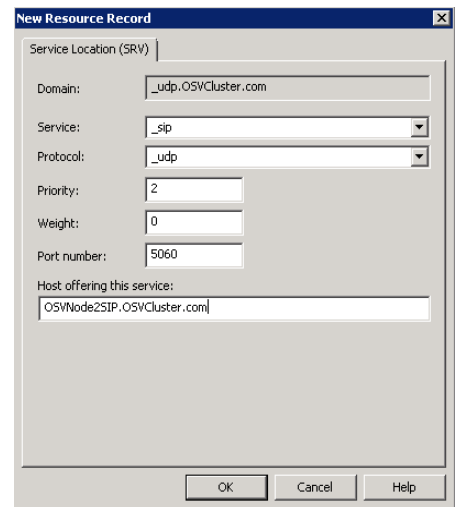 New Resource Record
Service Location (SRV)
Domain: _udp.OSVCluster.com
Service: _sip
Protocol: _udp
Priority: 2
Weight: 0
Port number: 5060
Host offering this service:
OSVNode2SIP.OSVCluster.com
OK Cancel Help